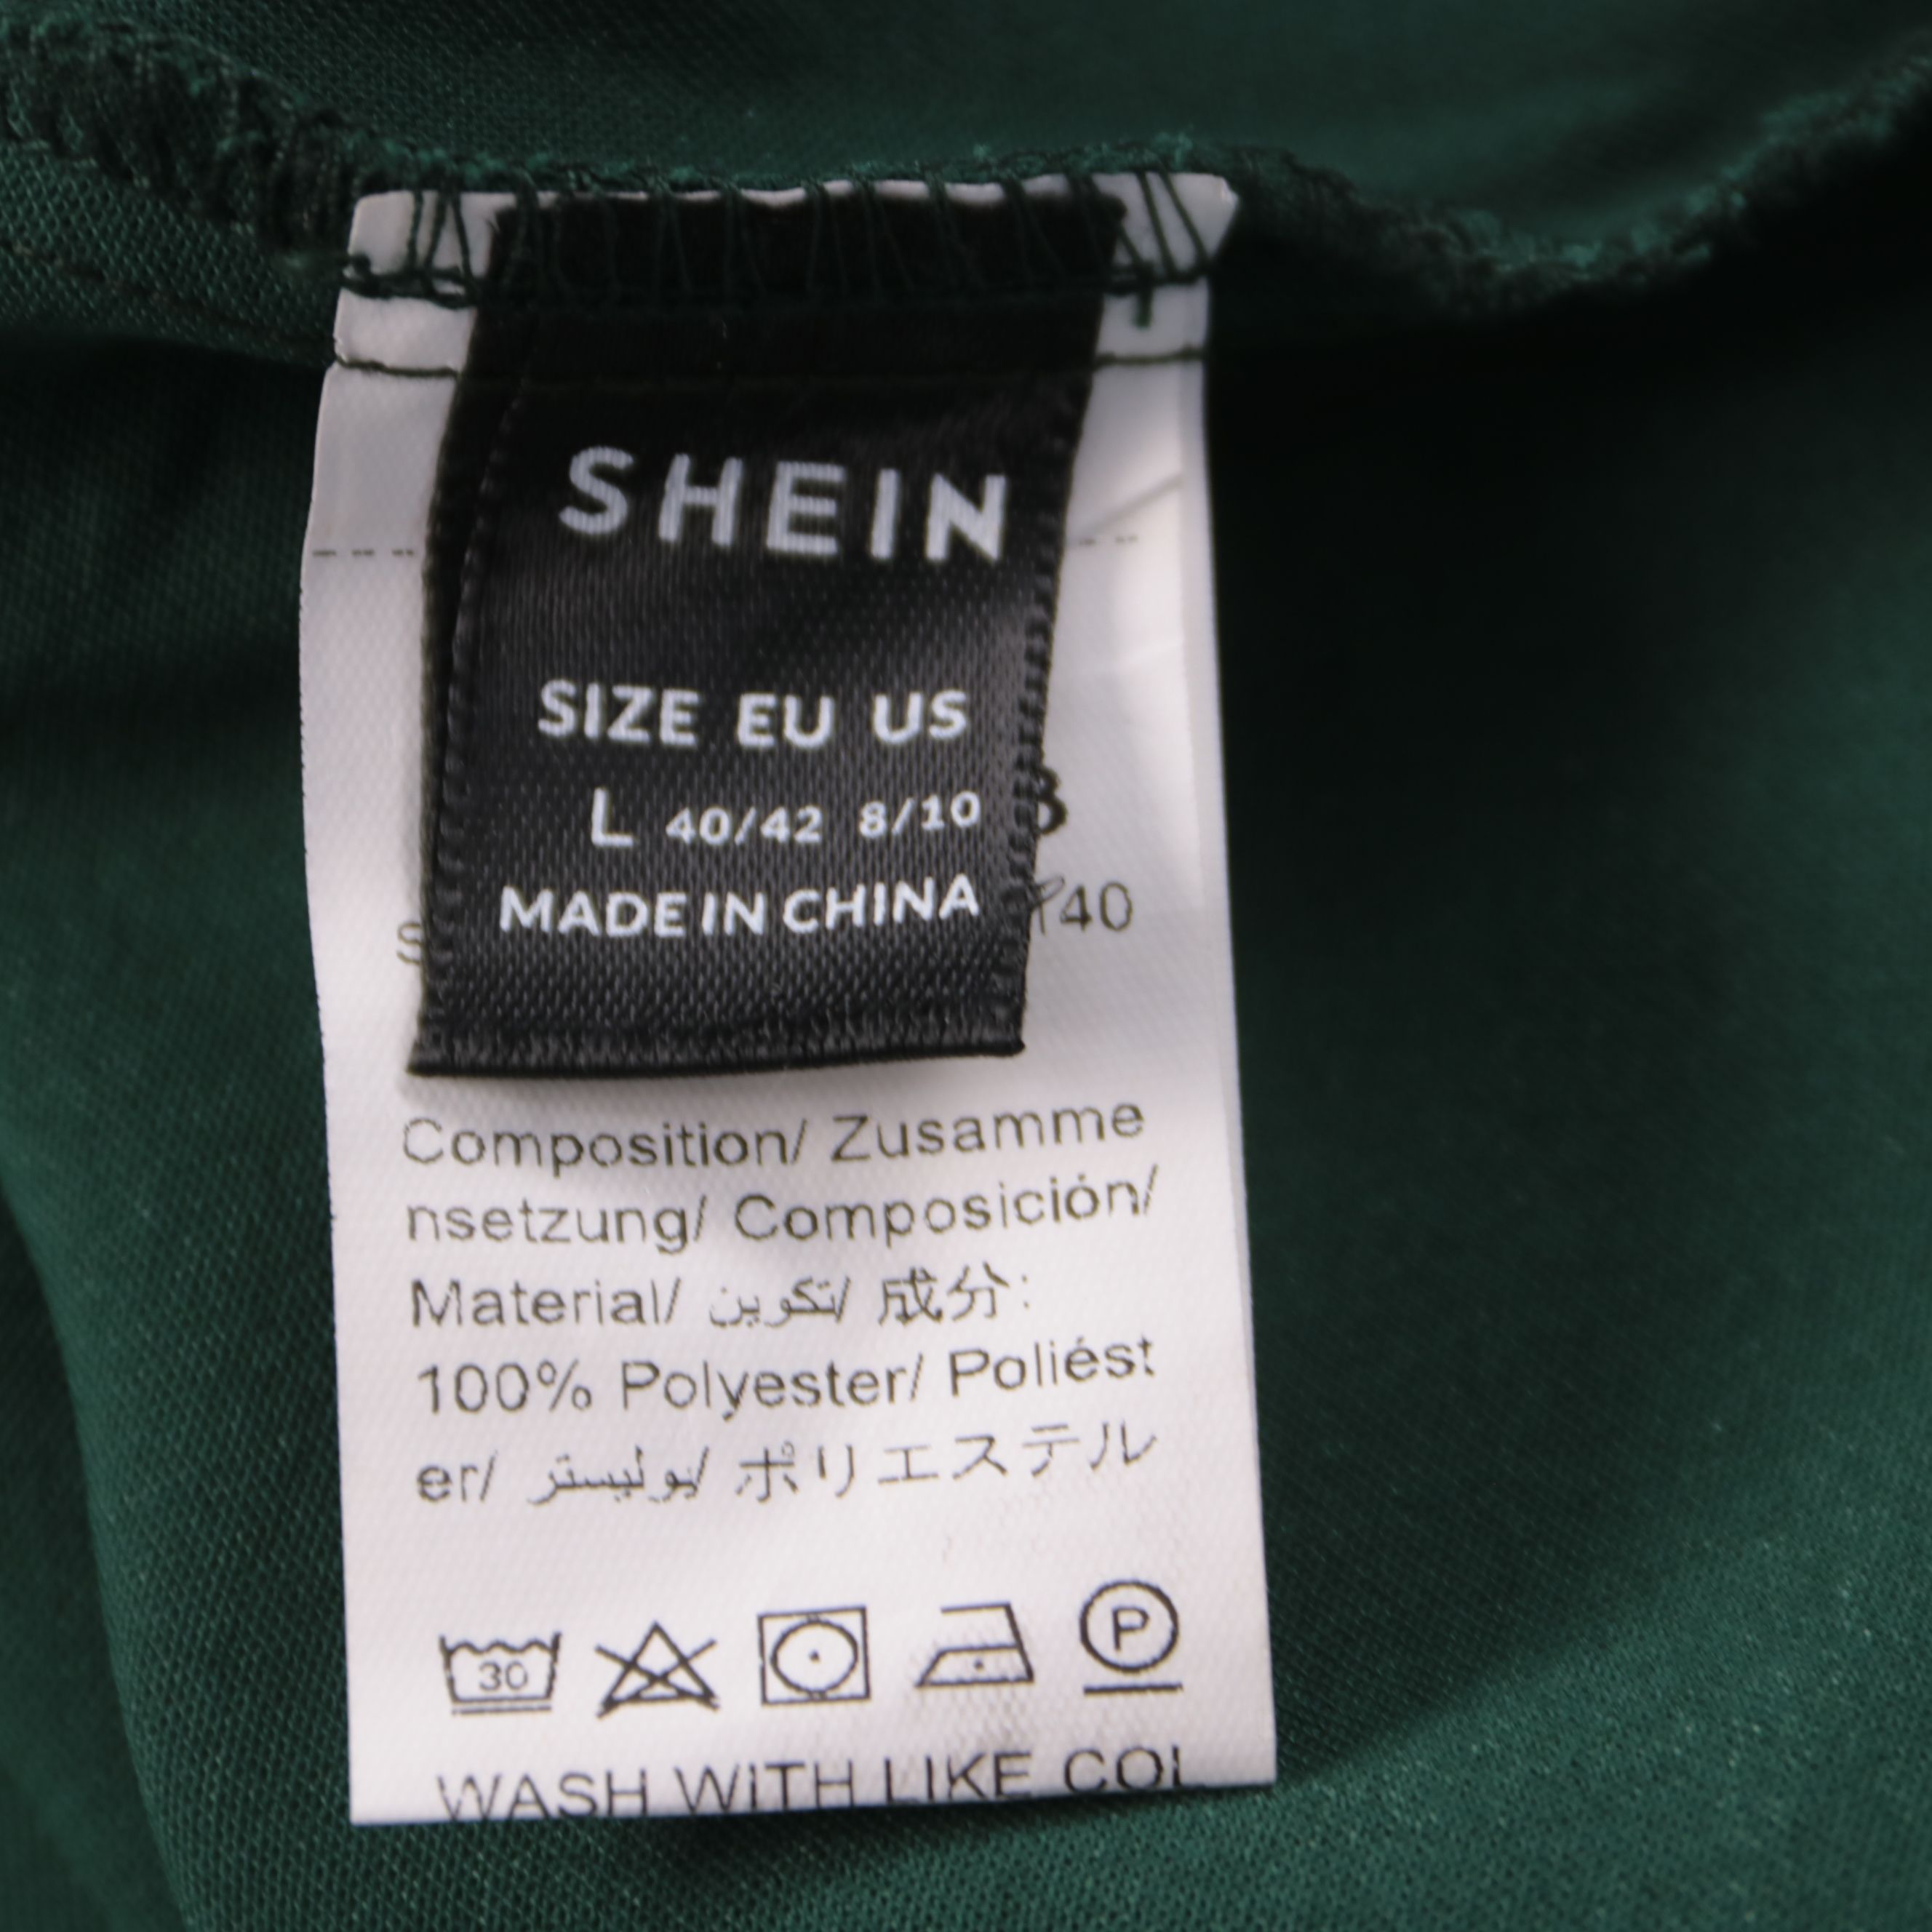 SHEIN
SIZE EU US
L 40/42 8/10
MADE IN CHINA
40
Composition/ Zusamme
nsetzung/ Composición/
Material/ تكوين/ 成分:
100% Polyester/ Poliést
er/ بوليستر/ ポリエステル
30 P
WASH WITH LIKE COL